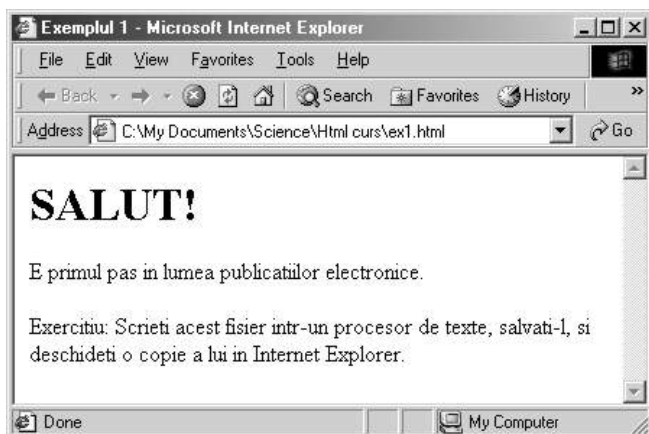 Exemplul 1 - Microsoft Internet Explorer
File Edit View Favorites Tools Help
Back Search Favorites History »
Address C:\My Documents\Science\Html curs\ex1.html Go
SALUT!
E primul pas in lumea publicatiilor electronice.
Exercitiu: Scrieti acest fisier intr-un procesor de texte, salvati-l, si
deschideti o copie a lui in Internet Explorer.
Done My Computer